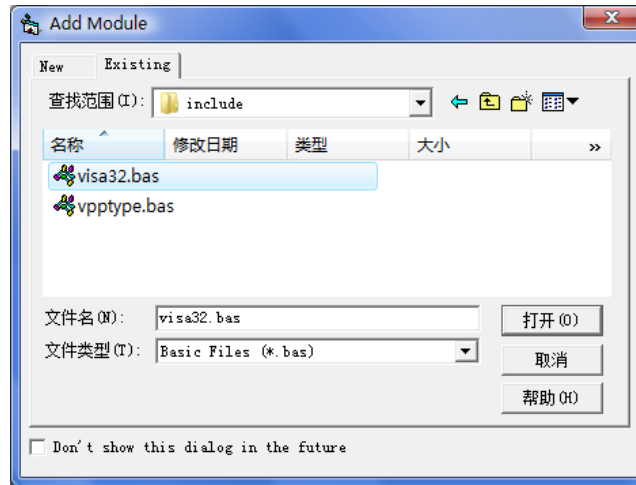 Add Module
New Existing
查找范围(I): include
名称 修改日期 类型 大小 »
visa32.bas
vpptype.bas
文件名(N): visa32.bas 打开(O)
文件类型(T): Basic Files (*.bas) 取消
帮助(H)
Don't show this dialog in the future